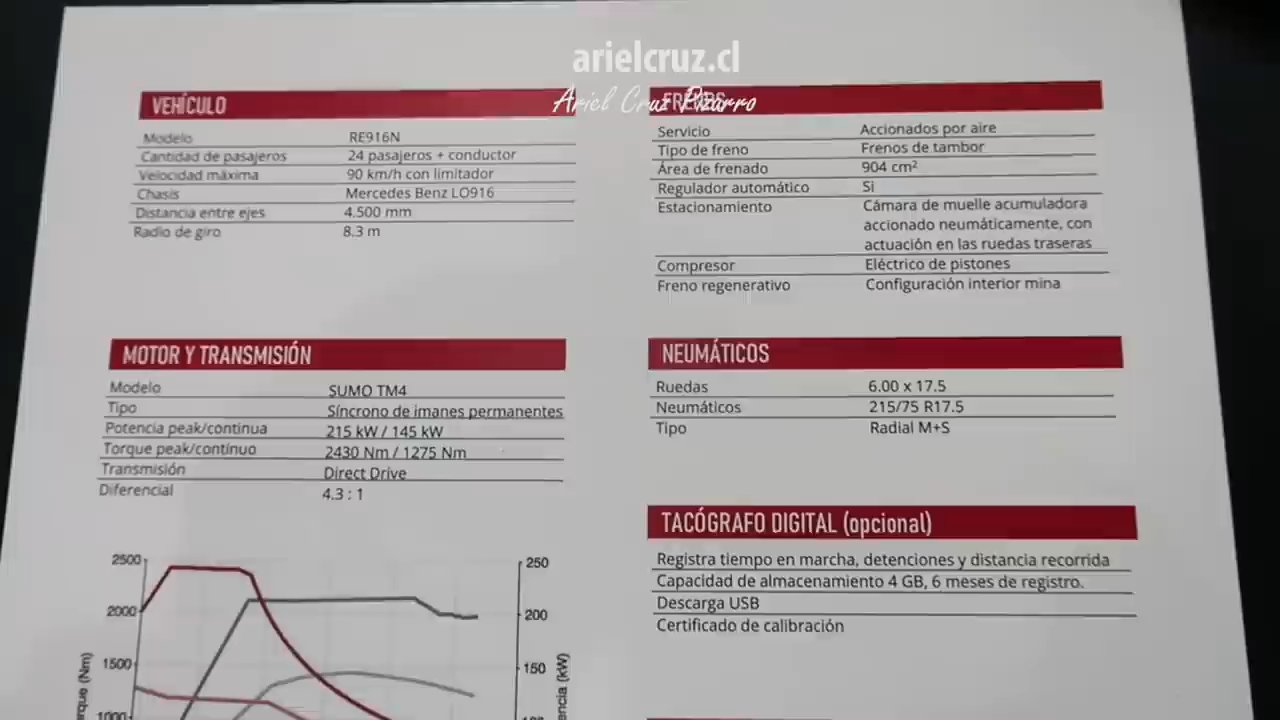 arielcruz.cl
Ariel Cruz Pizarro
VEHÍCULO
Modelo RE916N
Cantidad de pasajeros 24 pasajeros + conductor
Velocidad máxima 90 km/h con limitador
Chasis Mercedes Benz LO916
Distancia entre ejes 4.500 mm
Radio de giro 8.3 m
MOTOR Y TRANSMISIÓN
Modelo SUMO TM4
Tipo Síncrono de imanes permanentes
Potencia peak/continua 215 kW / 145 kW
Torque peak/contínuo 2430 Nm / 1275 Nm
Transmisión Direct Drive
Diferencial 4.3 : 1
2500
2000
1500
1000
250
200
150
FRENOS
Servicio Accionados por aire
Tipo de freno Frenos de tambor
Área de frenado 904 cm²
Regulador automático Si
Estacionamiento Cámara de muelle acumuladora
accionado neumáticamente, con
actuación en las ruedas traseras
Compresor Eléctrico de pistones
Freno regenerativo Configuración interior mina
NEUMÁTICOS
Ruedas 6.00 x 17.5
Neumáticos 215/75 R17.5
Tipo Radial M+S
TACÓGRAFO DIGITAL (opcional)
Registra tiempo en marcha, detenciones y distancia recorrida
Capacidad de almacenamiento 4 GB, 6 meses de registro.
Descarga USB
Certificado de calibración